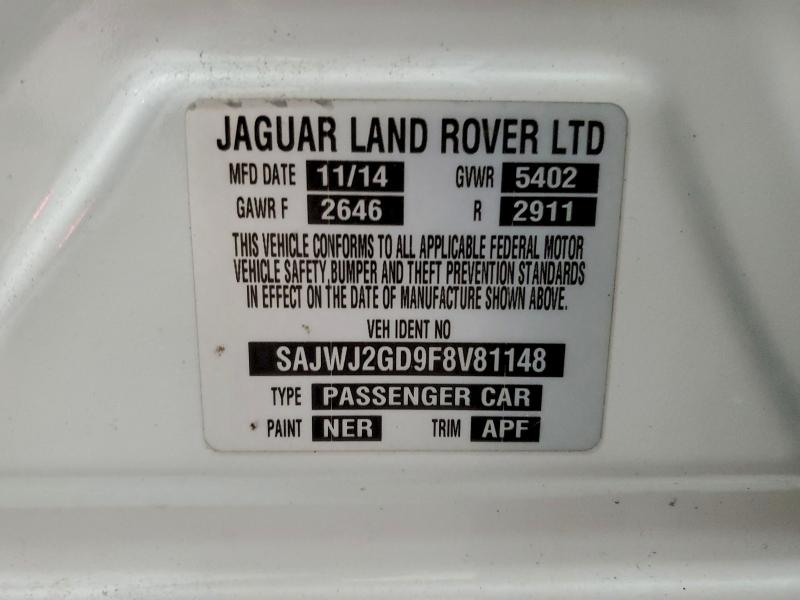 JAGUAR LAND ROVER LTD
MFD DATE 11/14 GVWR 5402
GAWR F 2646 R 2911
THIS VEHICLE CONFORMS TO ALL APPLICABLE FEDERAL MOTOR
VEHICLE SAFETY, BUMPER AND THEFT PREVENTION STANDARDS
IN EFFECT ON THE DATE OF MANUFACTURE SHOWN ABOVE.
VEH IDENT NO
SAJWJ2GD9F8V81148
TYPE PASSENGER CAR
PAINT NER TRIM APF